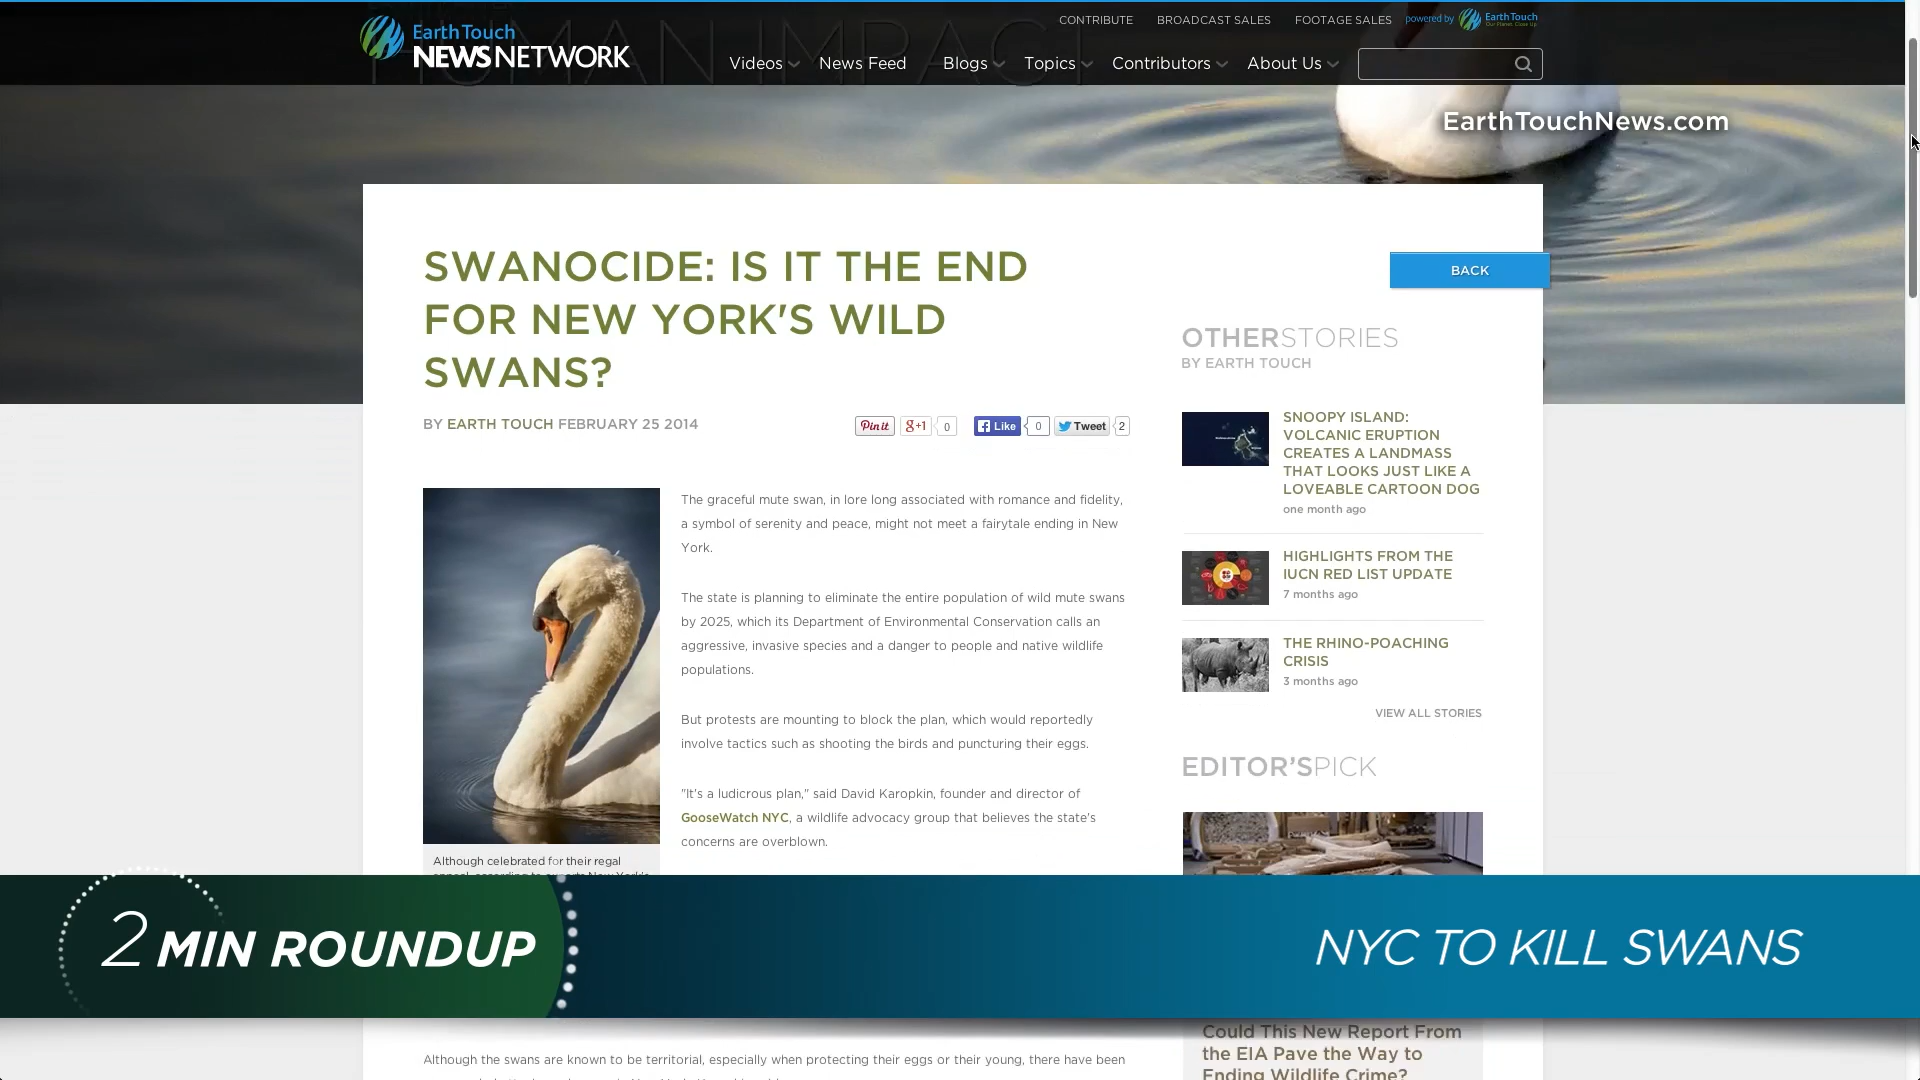 HUMAN IMPACT
EarthTouch
NEWS NETWORK
CONTRIBUTE
BROADCAST SALES
FOOTAGE SALES
powered by
EarthTouch
Videos
News Feed
Blogs
Topics
Contributors
About Us
EarthTouchNews.com
SWANOCIDE: IS IT THE END
FOR NEW YORK'S WILD
SWANS?
BY EARTH TOUCH FEBRUARY 25 2014
Pin it
g+1
0
Like
0
Tweet
2
The graceful mute swan, in lore long associated with romance and fidelity,
a symbol of serenity and peace, might not meet a fairytale ending in New
York.
The state is planning to eliminate the entire population of wild mute swans
by 2025, which its Department of Environmental Conservation calls an
aggressive, invasive species and a danger to people and native wildlife
populations.
But protests are mounting to block the plan, which would reportedly
involve tactics such as shooting the birds and puncturing their eggs.
"It's a ludicrous plan," said David Karopkin, founder and director of
GooseWatch NYC, a wildlife advocacy group that believes the state's
concerns are overblown.
Although celebrated for their regal
Although the swans are known to be territorial, especially when protecting their eggs or their young, there have been
BACK
OTHERSTORIES
BY EARTH TOUCH
SNOOPY ISLAND:
VOLCANIC ERUPTION
CREATES A LANDMASS
THAT LOOKS JUST LIKE A
LOVEABLE CARTOON DOG
one month ago
HIGHLIGHTS FROM THE
IUCN RED LIST UPDATE
7 months ago
THE RHINO-POACHING
CRISIS
3 months ago
VIEW ALL STORIES
EDITOR'SPICK
Could This New Report From
the EIA Pave the Way to
Ending Wildlife Crime?
2 MIN ROUNDUP
NYC TO KILL SWANS